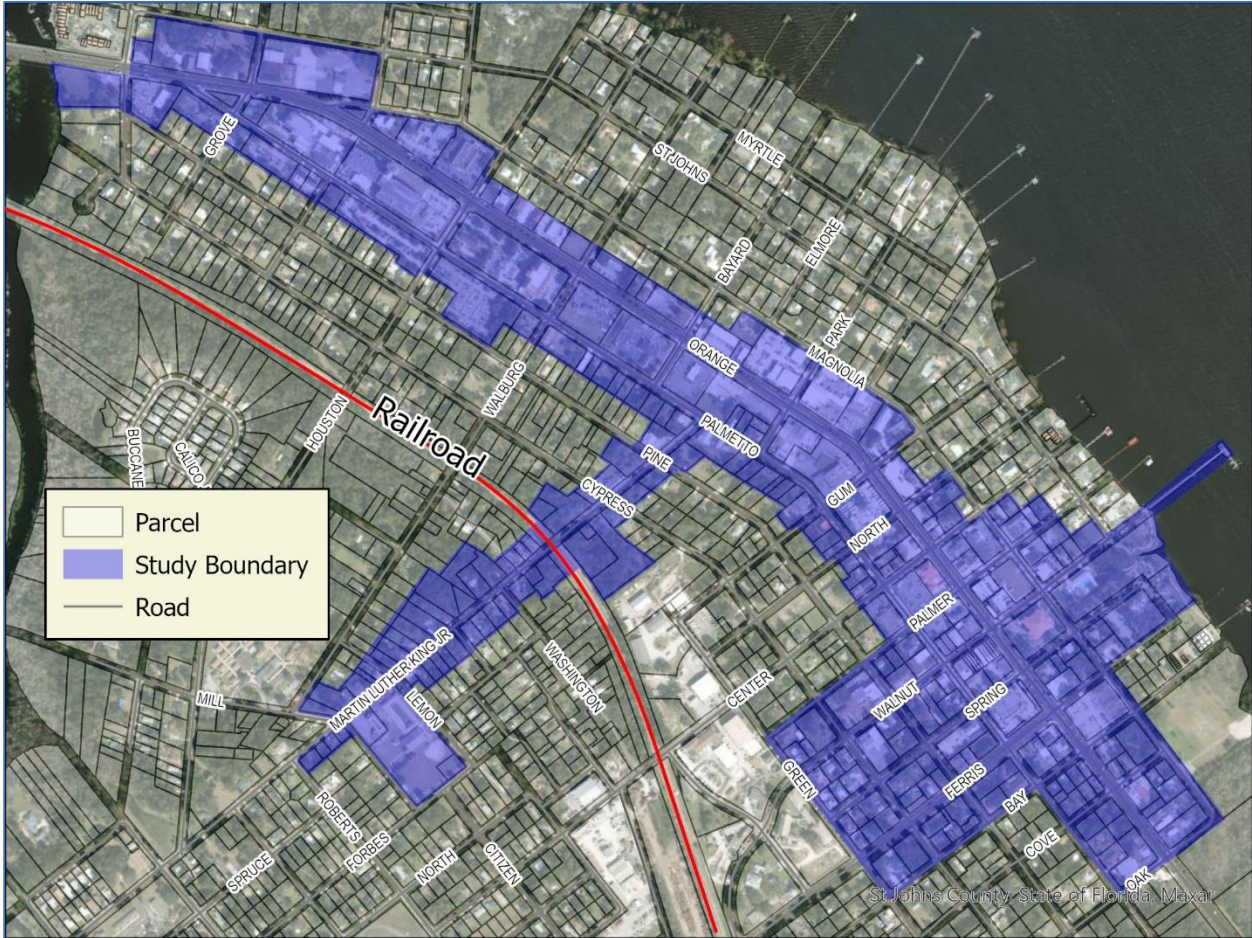 GROVE
MYRTLE
ST JOHNS
ELMORE
BAYARD
PARK
ORANGE
MAGNOLIA
HOUSTON
Railroad
WALBURG
PALMETTO
PINE
CYPRESS
BUCCANE
CALICO J
GUM
NORTH
PALMER
Parcel
Study Boundary
Road
MARTIN LUTHER KING JR
WASHINGTON
CENTER
WALNUT
SPRING
MILL
LEMON
GREEN
FERRIS
BAY
COVE
ROBERTS
FORBES
SPRUCE
NORTH
CITIZEN
OAK
St Johns County, State of Florida, Maxar